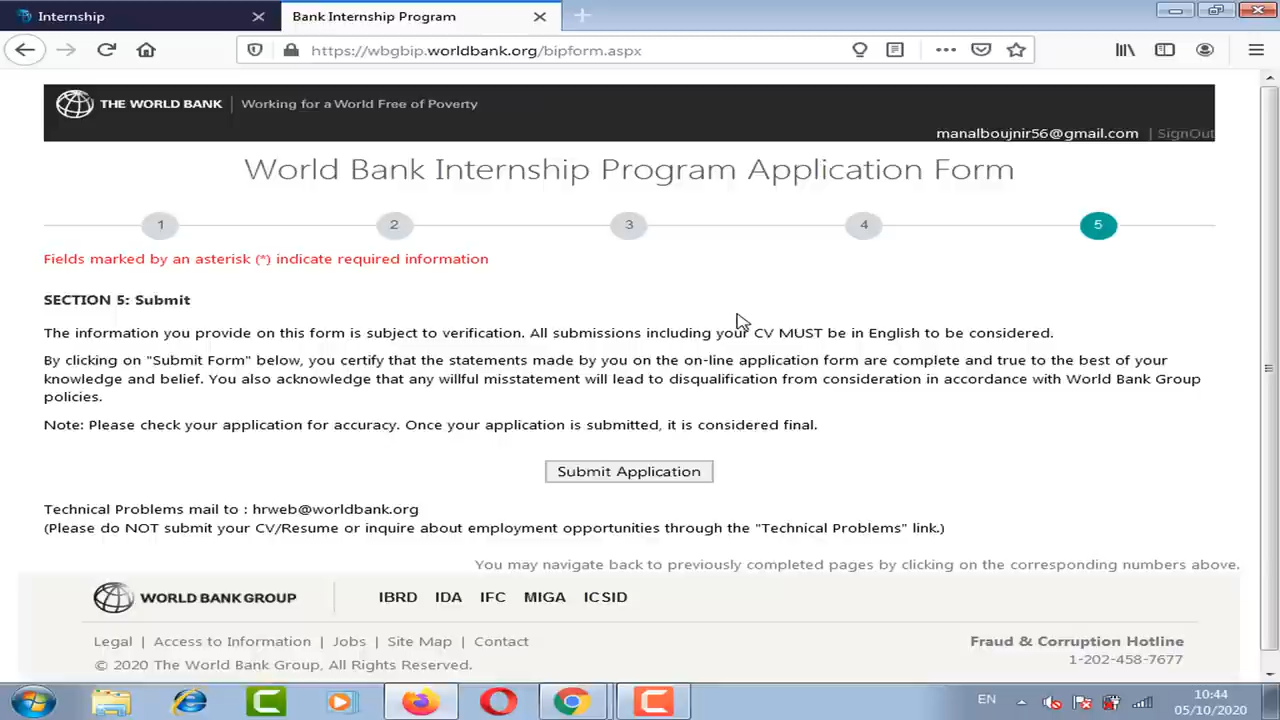 Internship
Bank Internship Program
https://wbgbip.worldbank.org/bipform.aspx
THE WORLD BANK | Working for a World Free of Poverty
manalboujnir56@gmail.com | SignOut
World Bank Internship Program Application Form
1 2 3 4 5
Fields marked by an asterisk (*) indicate required information
SECTION 5: Submit
The information you provide on this form is subject to verification. All submissions including your CV MUST be in English to be considered.
By clicking on "Submit Form" below, you certify that the statements made by you on the on-line application form are complete and true to the best of your
knowledge and belief. You also acknowledge that any willful misstatement will lead to disqualification from consideration in accordance with World Bank Group
policies.
Note: Please check your application for accuracy. Once your application is submitted, it is considered final.
Submit Application
Technical Problems mail to : hrweb@worldbank.org
(Please do NOT submit your CV/Resume or inquire about employment opportunities through the "Technical Problems" link.)
You may navigate back to previously completed pages by clicking on the corresponding numbers above.
WORLD BANK GROUP IBRD IDA IFC MIGA ICSID
Legal | Access to Information | Jobs | Site Map | Contact
Fraud & Corruption Hotline
© 2020 The World Bank Group, All Rights Reserved.
1-202-458-7677
EN
10:44
05/10/2020